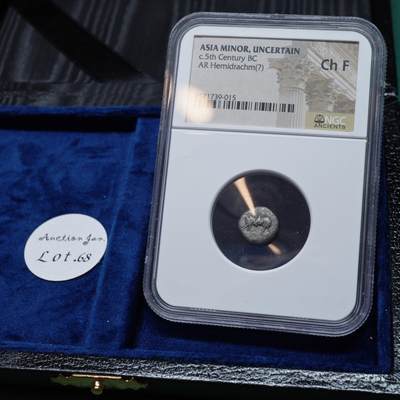 ASIA MINOR, UNCERTAIN
c.5th Century BC
AR Hemidrachm(?)
Ch F
NGC
ANCIENTS
Auction Jan.
Lot.68